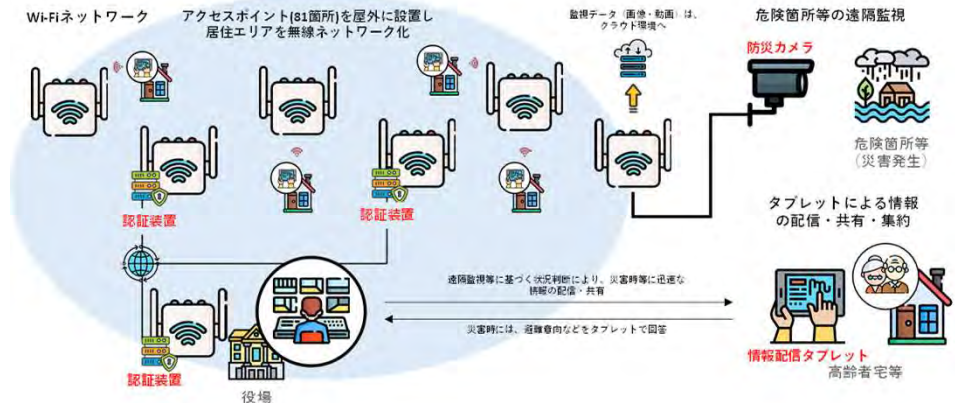 Wi-Fiネットワーク
アクセスポイント(81箇所)を屋外に設置し
居住エリアを無線ネットワーク化
監視データ（画像・動画）は、
クラウド環境へ
危険箇所等の遠隔監視
防災カメラ
危険箇所等
（災害発生）
認証装置
認証装置
タブレットによる情報
の配信・共有・集約
遠隔監視等に基づく状況判断により、災害時等に迅速な
情報の配信・共有
災害時には、避難意向などをタブレットで回答
認証装置
役場
情報配信タブレット
高齢者宅等